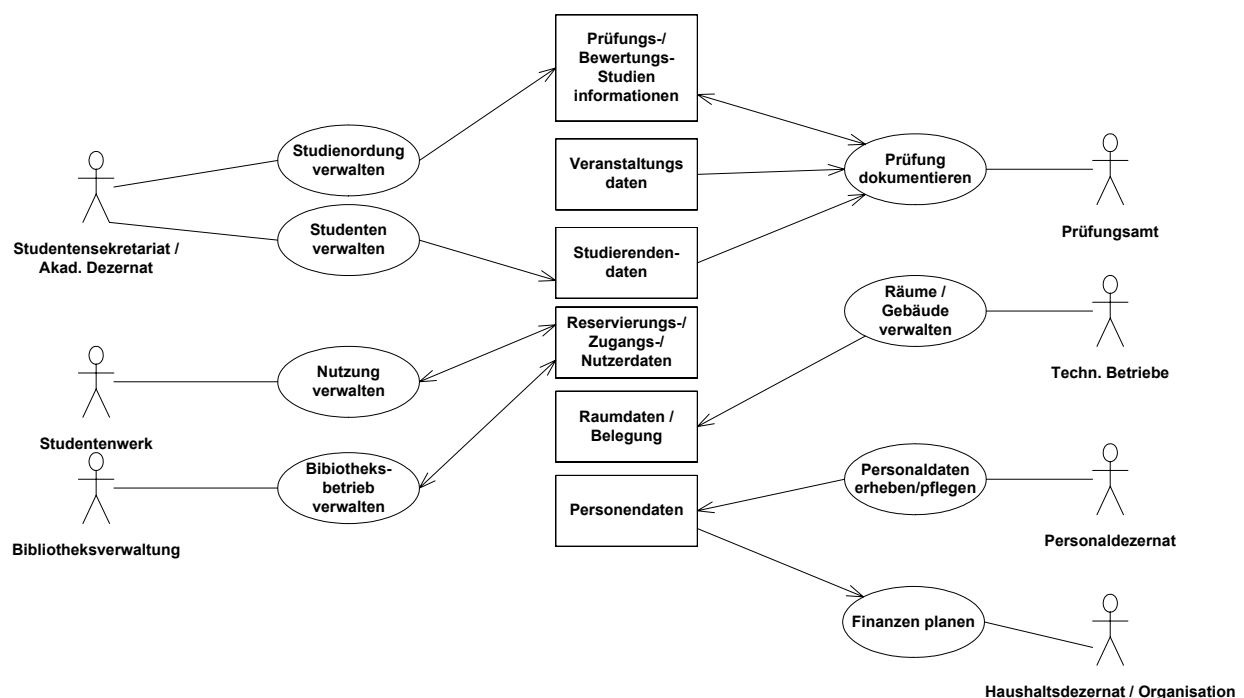 Prüfungs-/
Bewertungs-
Studien
informationen
Studienordung
verwalten
Veranstaltungs
daten
Prüfung
dokumentieren
Studentensekretariat /
Akad. Dezernat
Studenten
verwalten
Studierenden-
daten
Prüfungsamt
Räume /
Gebäude
verwalten
Reservierungs-/
Zugangs-/
Nutzerdaten
Nutzung
verwalten
Techn. Betriebe
Studentenwerk
Raumdaten /
Belegung
Bibiotheks-
betrieb
verwalten
Personaldaten
erheben/pflegen
Personendaten
Bibliotheksverwaltung
Personaldezernat
Finanzen planen
Haushaltsdezernat / Organisation